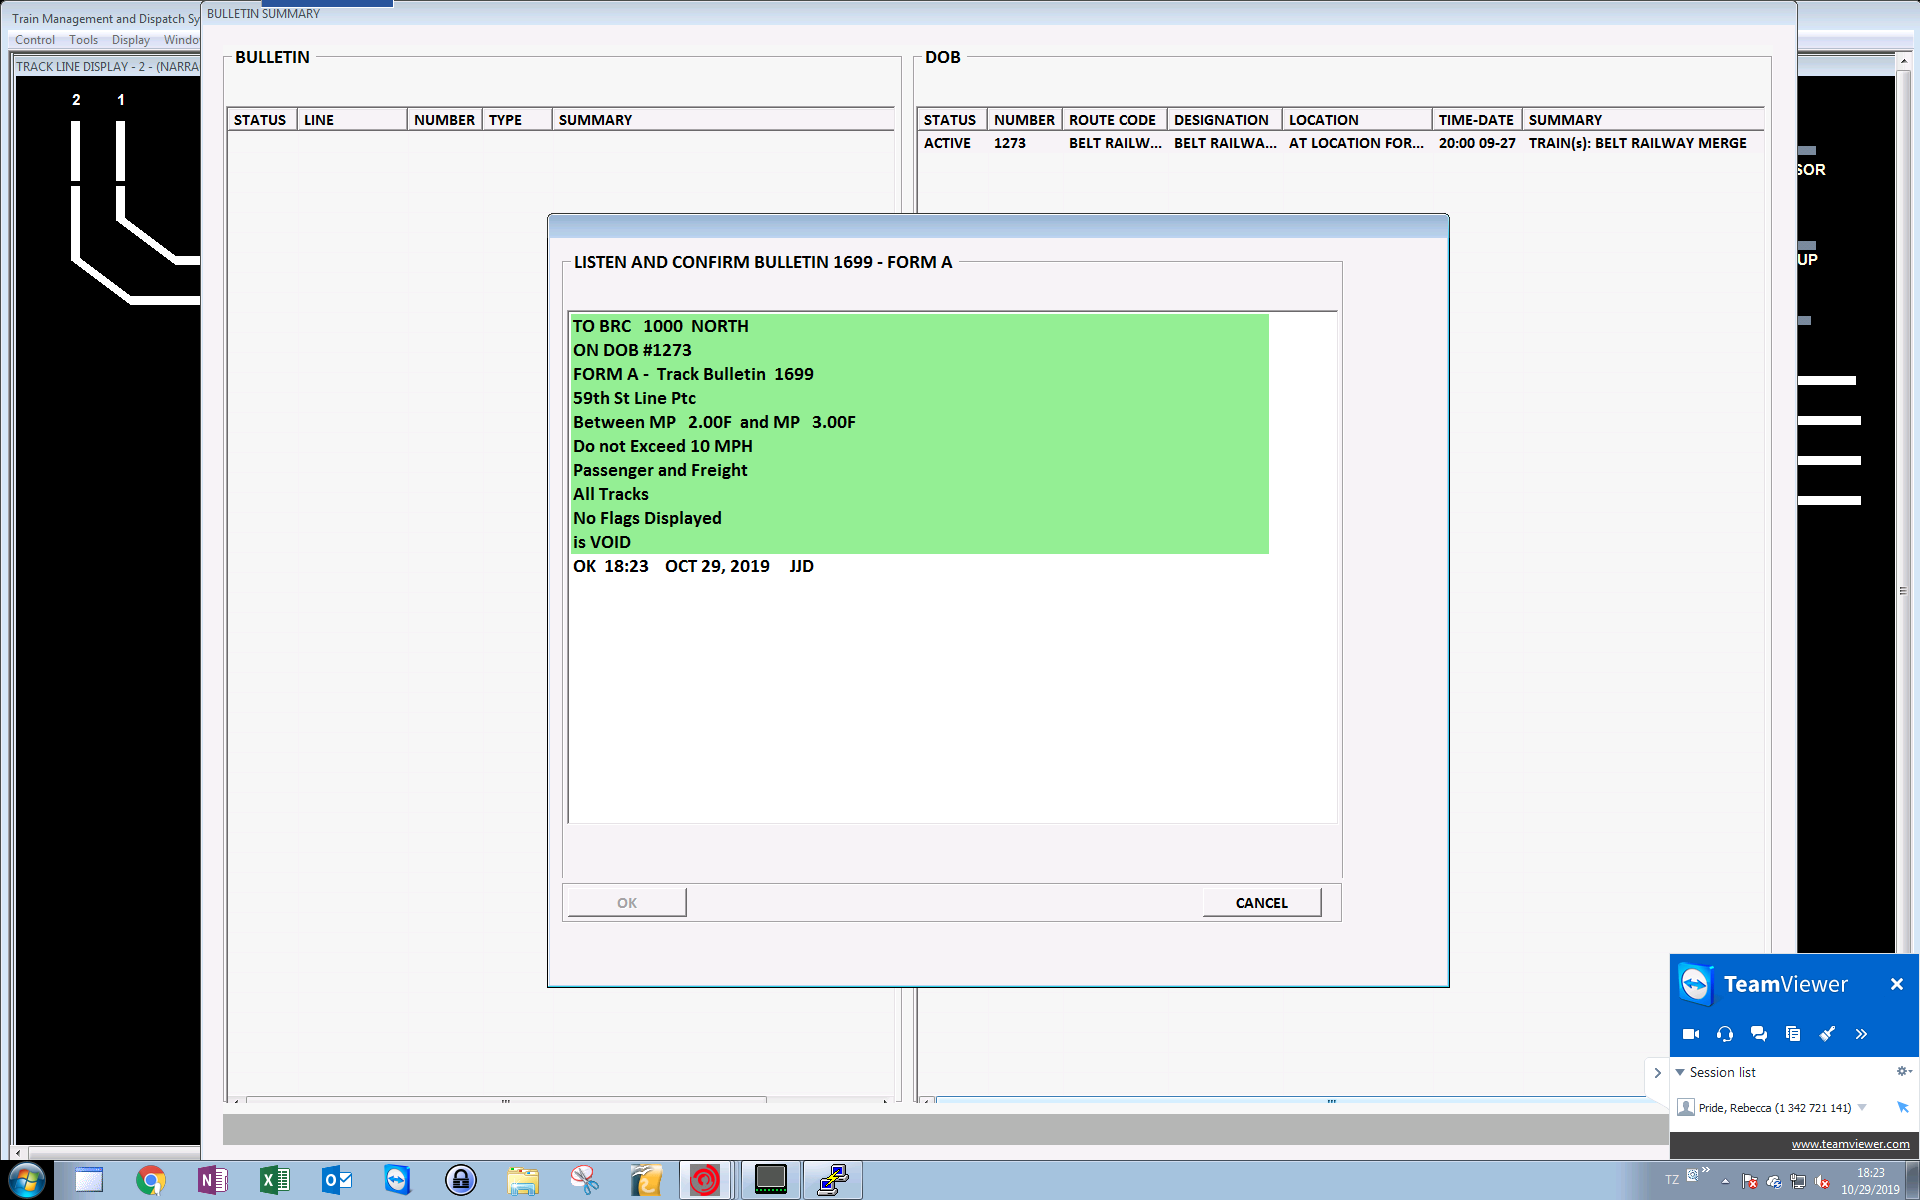 Train Management and Dispatch Sy
BULLETIN SUMMARY
Control Tools Display Windo
TRACK LINE DISPLAY - 2 - (NARRA
2 1
BULLETIN
STATUS LINE NUMBER TYPE SUMMARY
DOB
STATUS NUMBER ROUTE CODE DESIGNATION LOCATION TIME-DATE SUMMARY
ACTIVE 1273 BELT RAILW... BELT RAILWA... AT LOCATION FOR... 20:00 09-27 TRAIN(s): BELT RAILWAY MERGE
SOR
UP
LISTEN AND CONFIRM BULLETIN 1699 - FORM A
TO BRC 1000 NORTH
ON DOB #1273
FORM A - Track Bulletin 1699
59th St Line Ptc
Between MP 2.00F and MP 3.00F
Do not Exceed 10 MPH
Passenger and Freight
All Tracks
No Flags Displayed
is VOID
OK 18:23 OCT 29, 2019 JJD
OK
CANCEL
TeamViewer
Session list
Pride, Rebecca (1 342 721 141)
www.teamviewer.com
TZ
18:23
10/29/2019